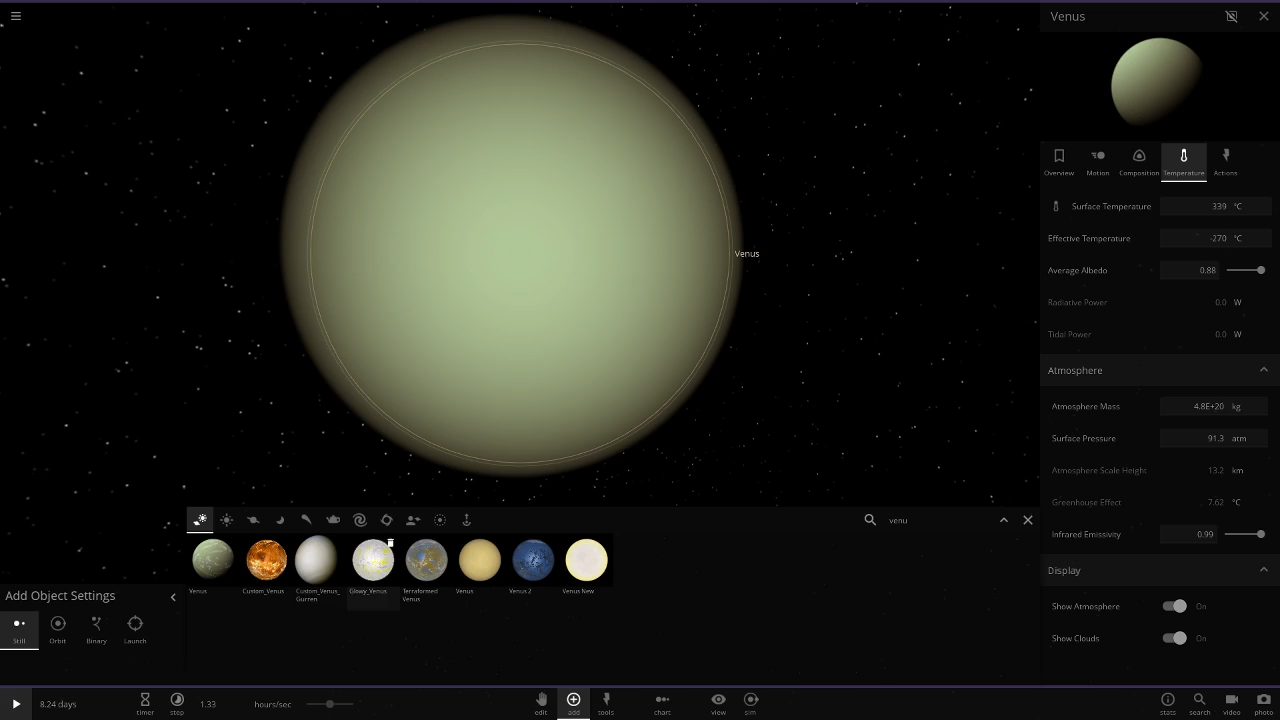 Venus
Venus
Overview Motion Composition Temperature Actions
Surface Temperature 339 °C
Effective Temperature -270 °C
Average Albedo 0.88
Radiative Power 0.0 W
Tidal Power 0.0 W
Atmosphere
Atmosphere Mass 4.8E+20 kg
Surface Pressure 91.3 atm
Atmosphere Scale Height 13.2 km
Greenhouse Effect 7.62 °C
Infrared Emissivity 0.99
Display
Show Atmosphere On
Show Clouds On
venu
Venus Custom_Venus Custom_Venus_ Glowy_Venus Terraformed Venus Venus 2 Venus New
Gurren Venus
Add Object Settings
Still Orbit Binary Launch
8.24 days timer step 1.33 hours/sec edit add tools chart view sim stats search video photo